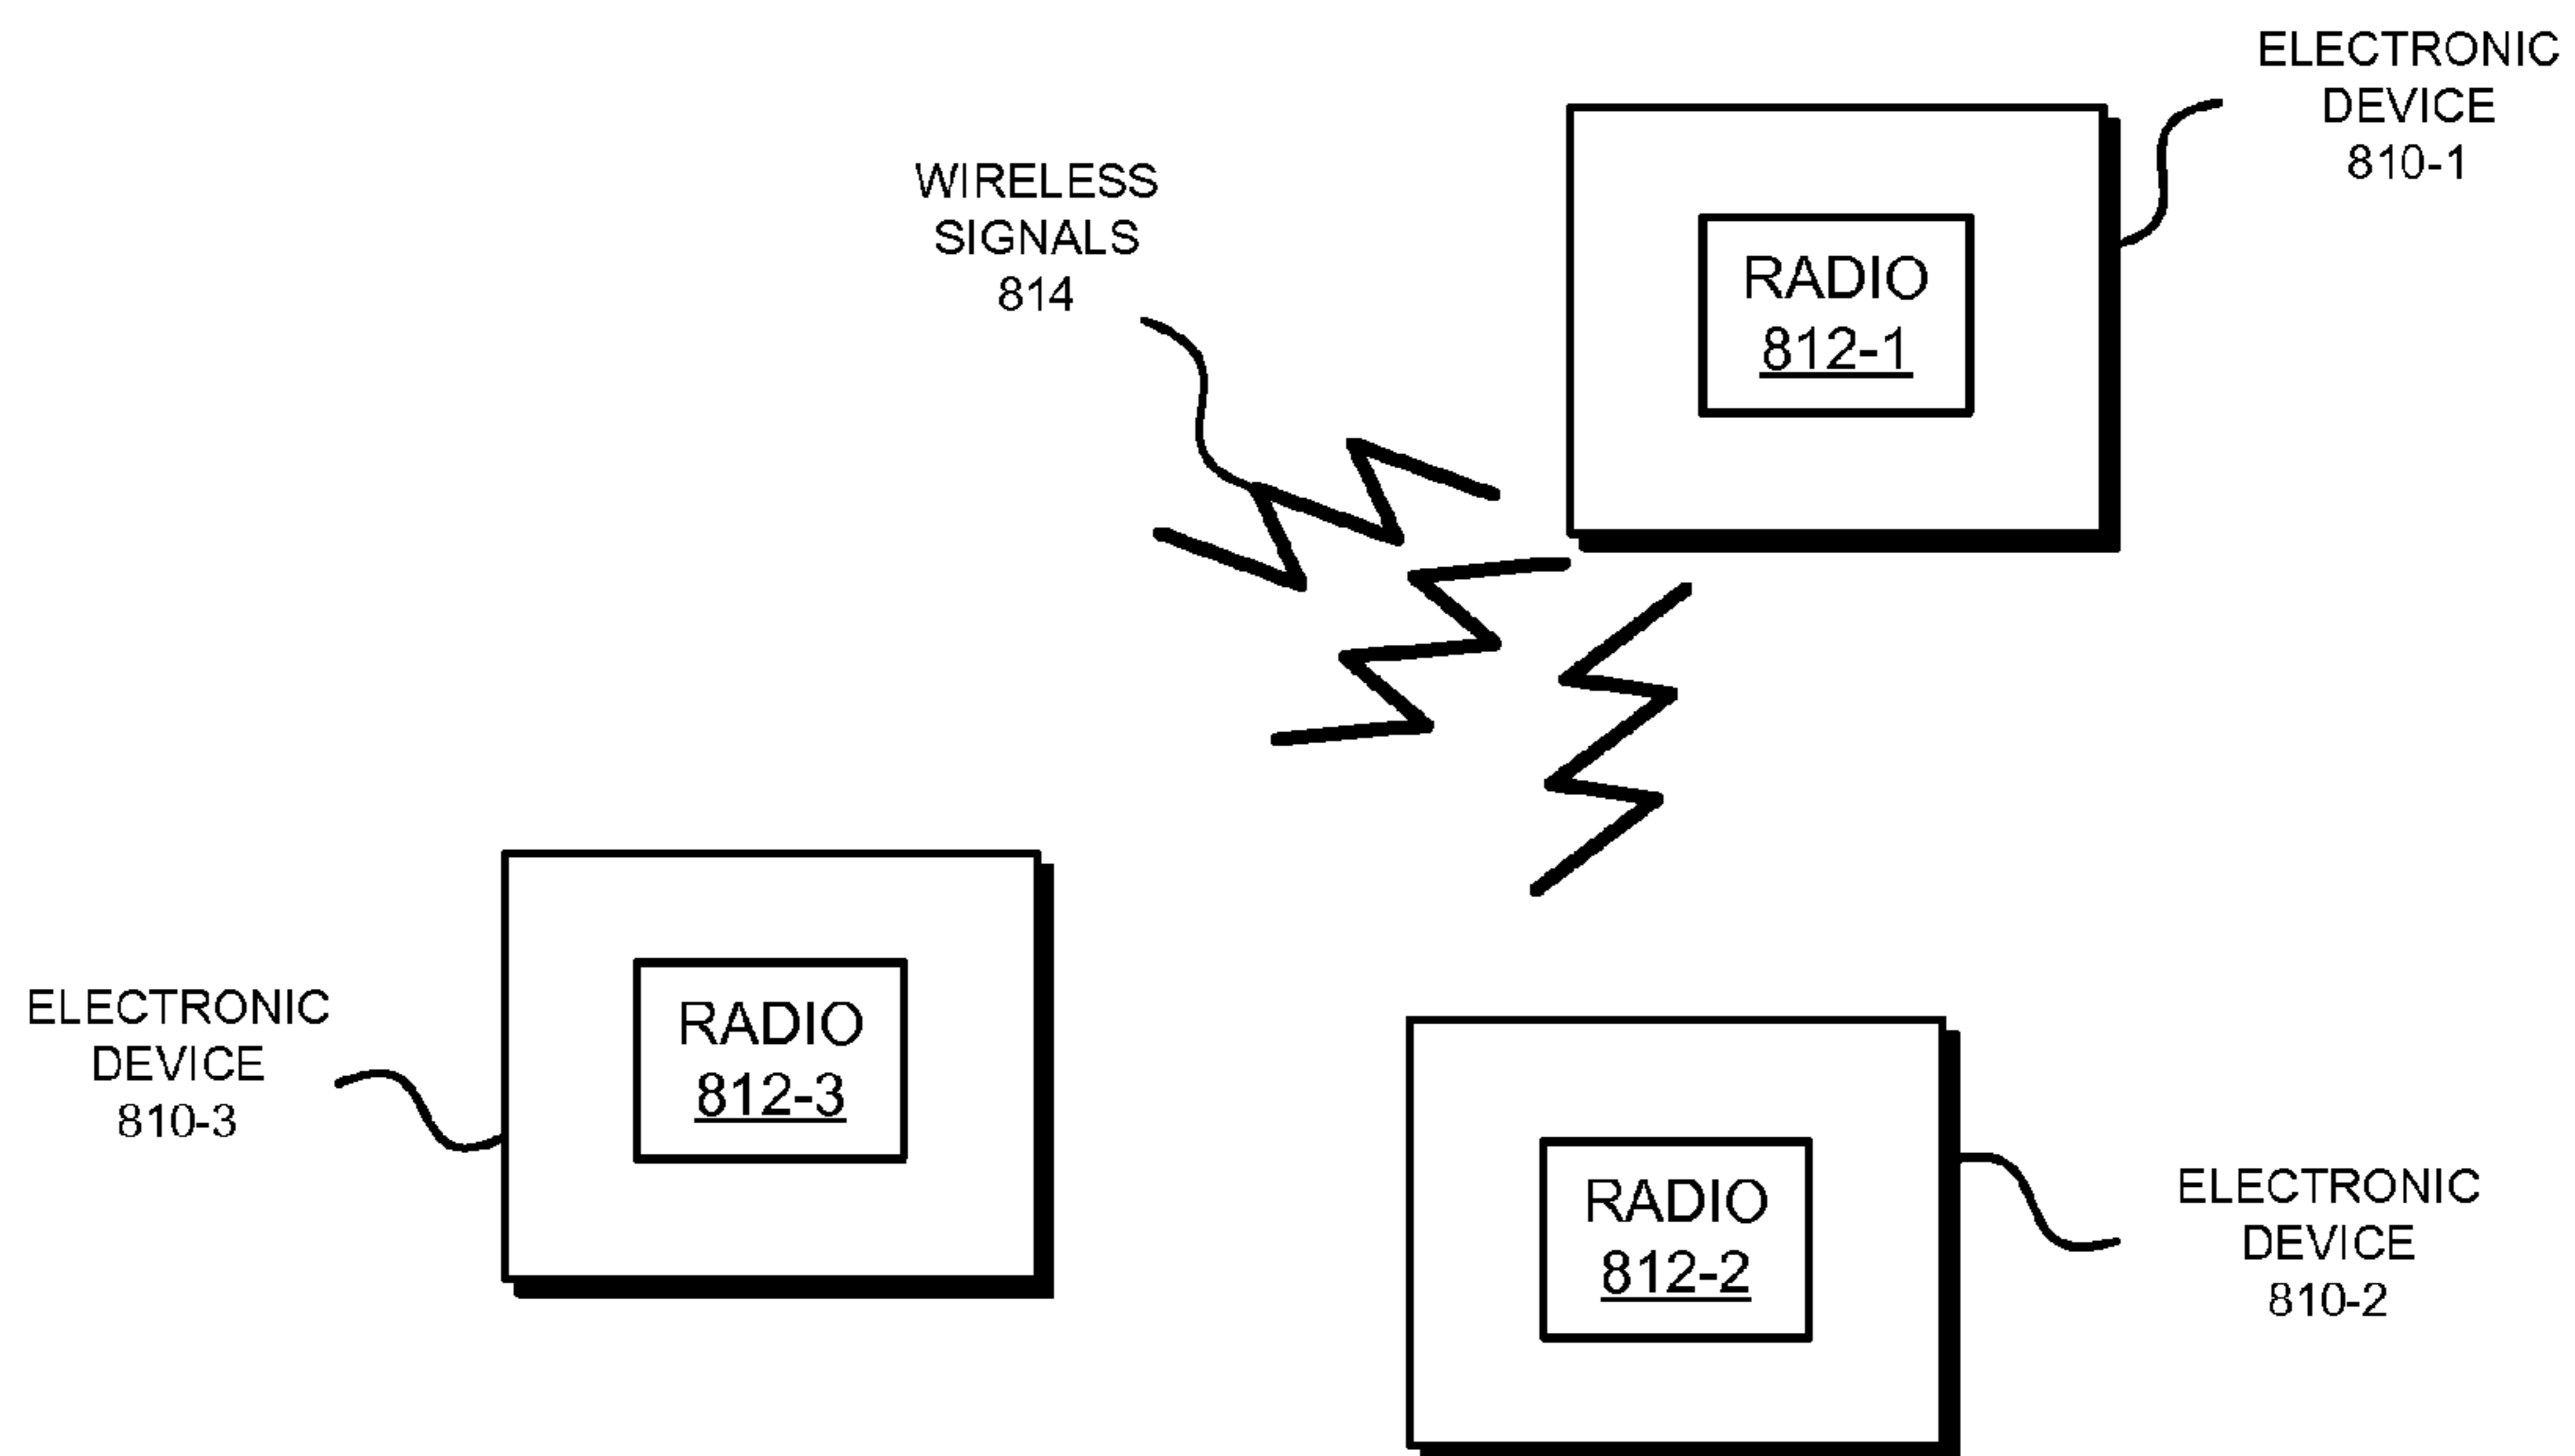 ELECTRONIC
DEVICE
810-1
WIRELESS
SIGNALS
814
RADIO
812-1
ELECTRONIC
DEVICE
810-3
RADIO
812-3
RADIO
812-2
ELECTRONIC
DEVICE
810-2